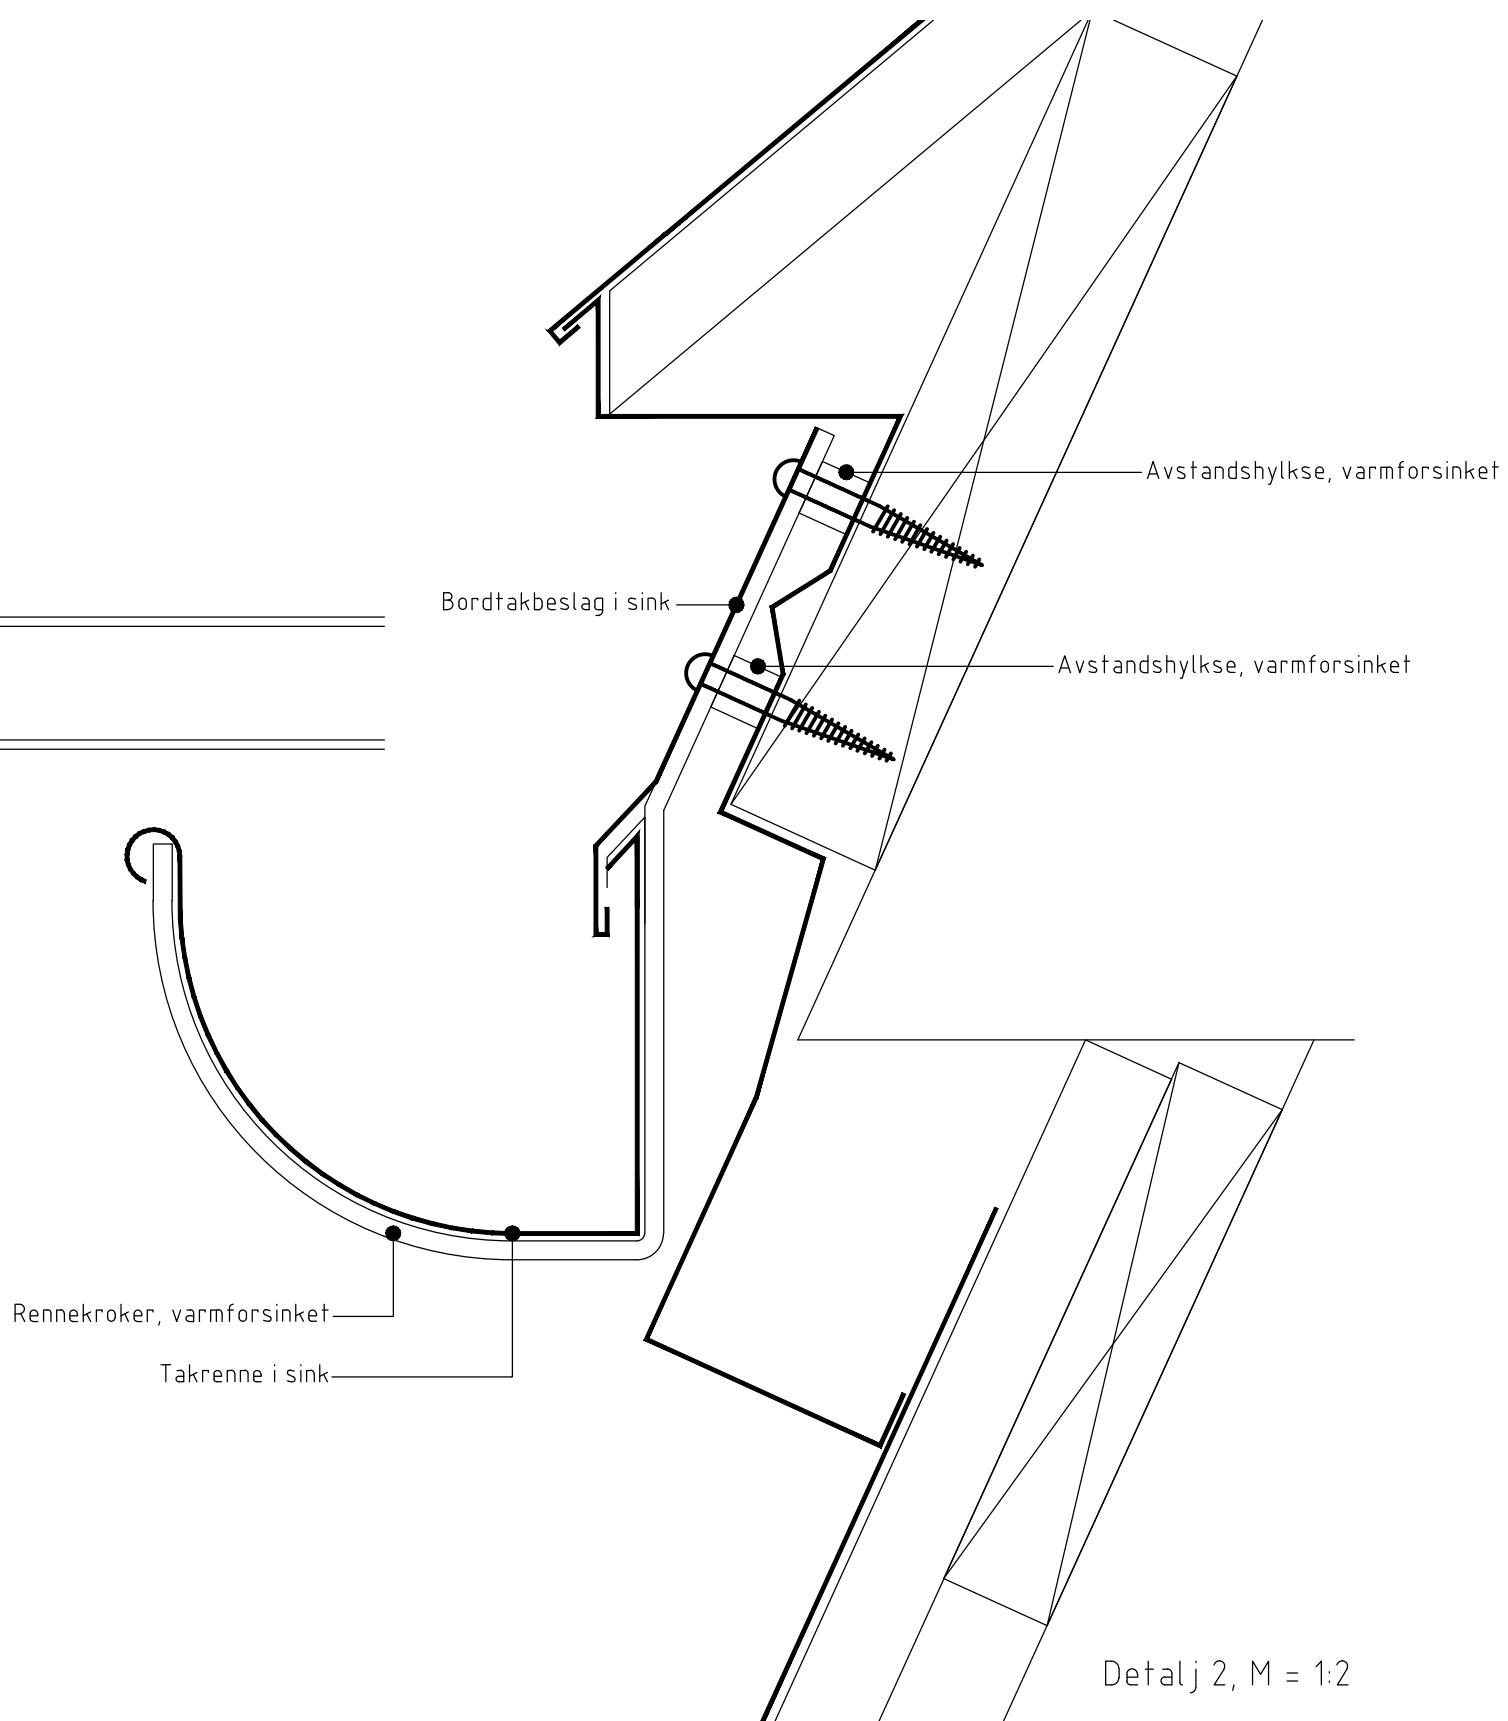 Avstandshylkse, varmforsinket
Bordtakbeslag i sink
Avstandshylkse, varmforsinket
Rennekroker, varmforsinket
Takrenne i sink
Detalj 2, M = 1:2